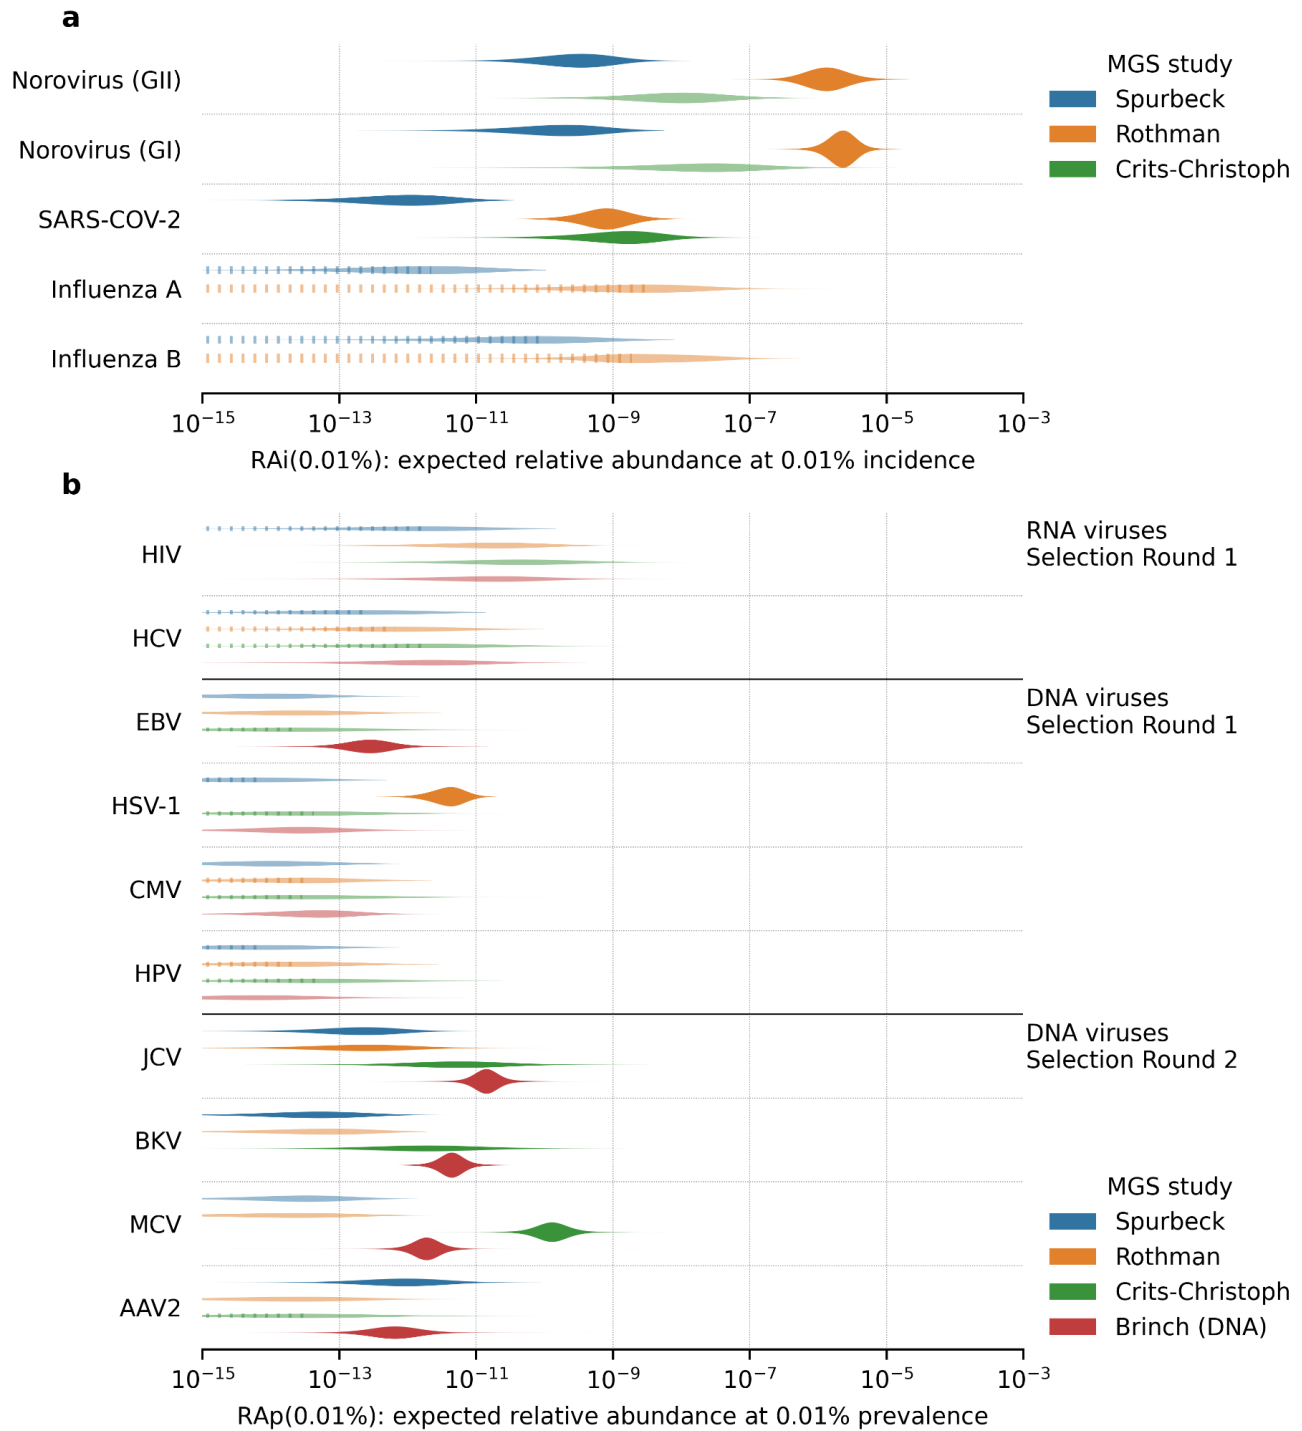 a
Norovirus (GII)
Norovirus (GI)
SARS-COV-2
Influenza A
Influenza B
MGS study
Spurbeck
Rothman
Crits-Christoph
10⁻¹⁵ 10⁻¹³ 10⁻¹¹ 10⁻⁹ 10⁻⁷ 10⁻⁵ 10⁻³
RAi(0.01%): expected relative abundance at 0.01% incidence
b
HIV
RNA viruses
Selection Round 1
HCV
EBV
DNA viruses
Selection Round 1
HSV-1
CMV
HPV
JCV
DNA viruses
Selection Round 2
BKV
MCV
AAV2
MGS study
Spurbeck
Rothman
Crits-Christoph
Brinch (DNA)
10⁻¹⁵ 10⁻¹³ 10⁻¹¹ 10⁻⁹ 10⁻⁷ 10⁻⁵ 10⁻³
RAp(0.01%): expected relative abundance at 0.01% prevalence